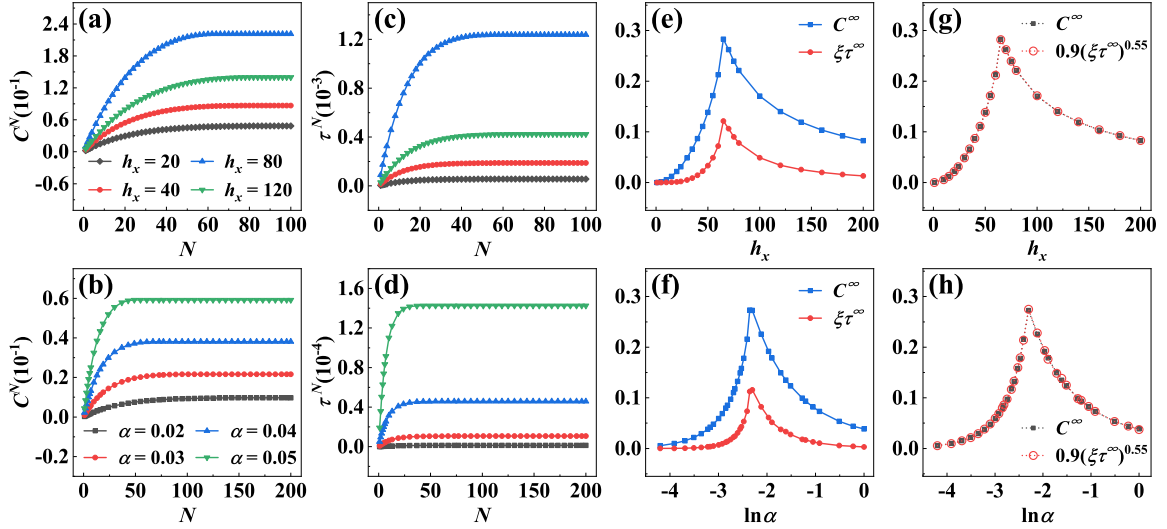 (a)
C^N(10^-1)
2.4
1.8
1.2
0.6
0.0
-0.6
h_x = 20
h_x = 80
h_x = 40
h_x = 120
0 20 40 60 80 100
N
(c)
τ^N(10^-3)
1.2
0.8
0.4
0.0
0 20 40 60 80 100
N
(e)
C^∞
ξτ^∞
0.3
0.2
0.1
0.0
0 50 100 150 200
h_x
(g)
C^∞
0.9(ξτ^∞)^0.55
0.3
0.2
0.1
0.0
0 50 100 150 200
h_x
(b)
C^N(10^-1)
0.6
0.4
0.2
0.0
-0.2
α = 0.02
α = 0.04
α = 0.03
α = 0.05
0 50 100 150 200
N
(d)
τ^N(10^-4)
1.6
1.2
0.8
0.4
0.0
0 50 100 150 200
N
(f)
C^∞
ξτ^∞
0.3
0.2
0.1
0.0
-4 -3 -2 -1 0
lnα
(h)
0.3
0.2
0.1
0.0
C^∞
0.9(ξτ^∞)^0.55
-4 -3 -2 -1 0
lnα